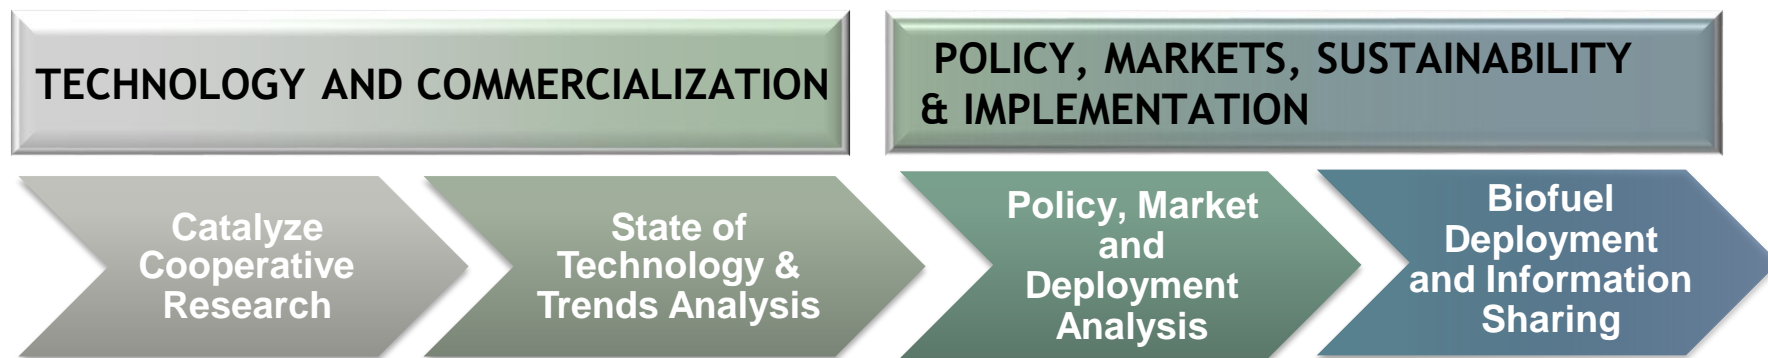 TECHNOLOGY AND COMMERCIALIZATION
POLICY, MARKETS, SUSTAINABILITY
& IMPLEMENTATION
Catalyze
Cooperative
Research
State of
Technology &
Trends Analysis
Policy, Market
and
Deployment
Analysis
Biofuel
Deployment
and Information
Sharing